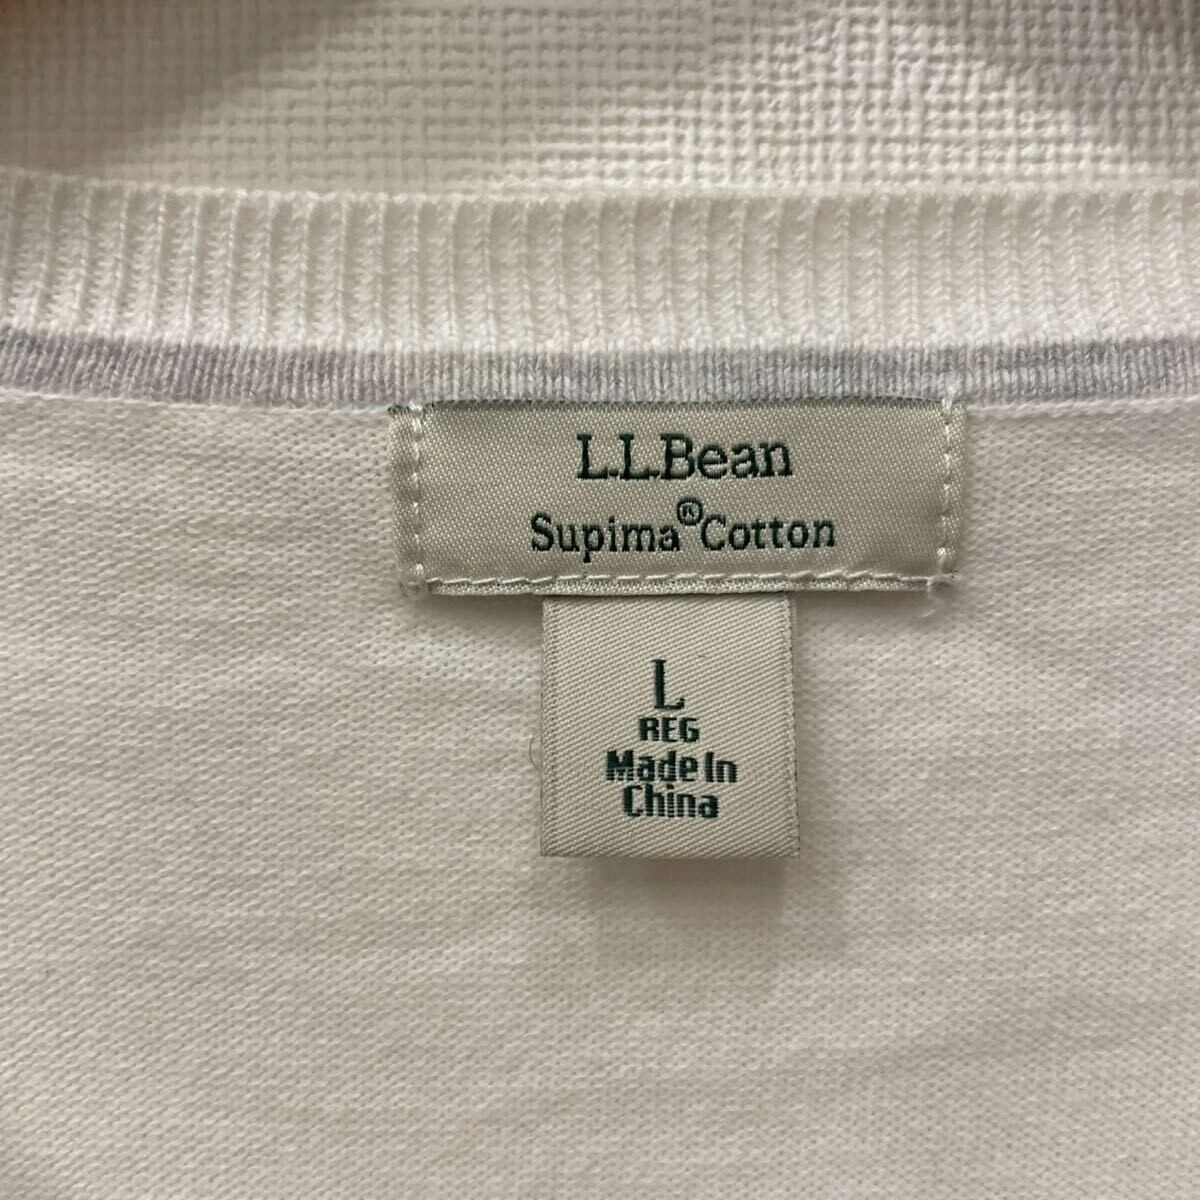 L.L.Bean
Supima® Cotton
L
REG
Made In
China